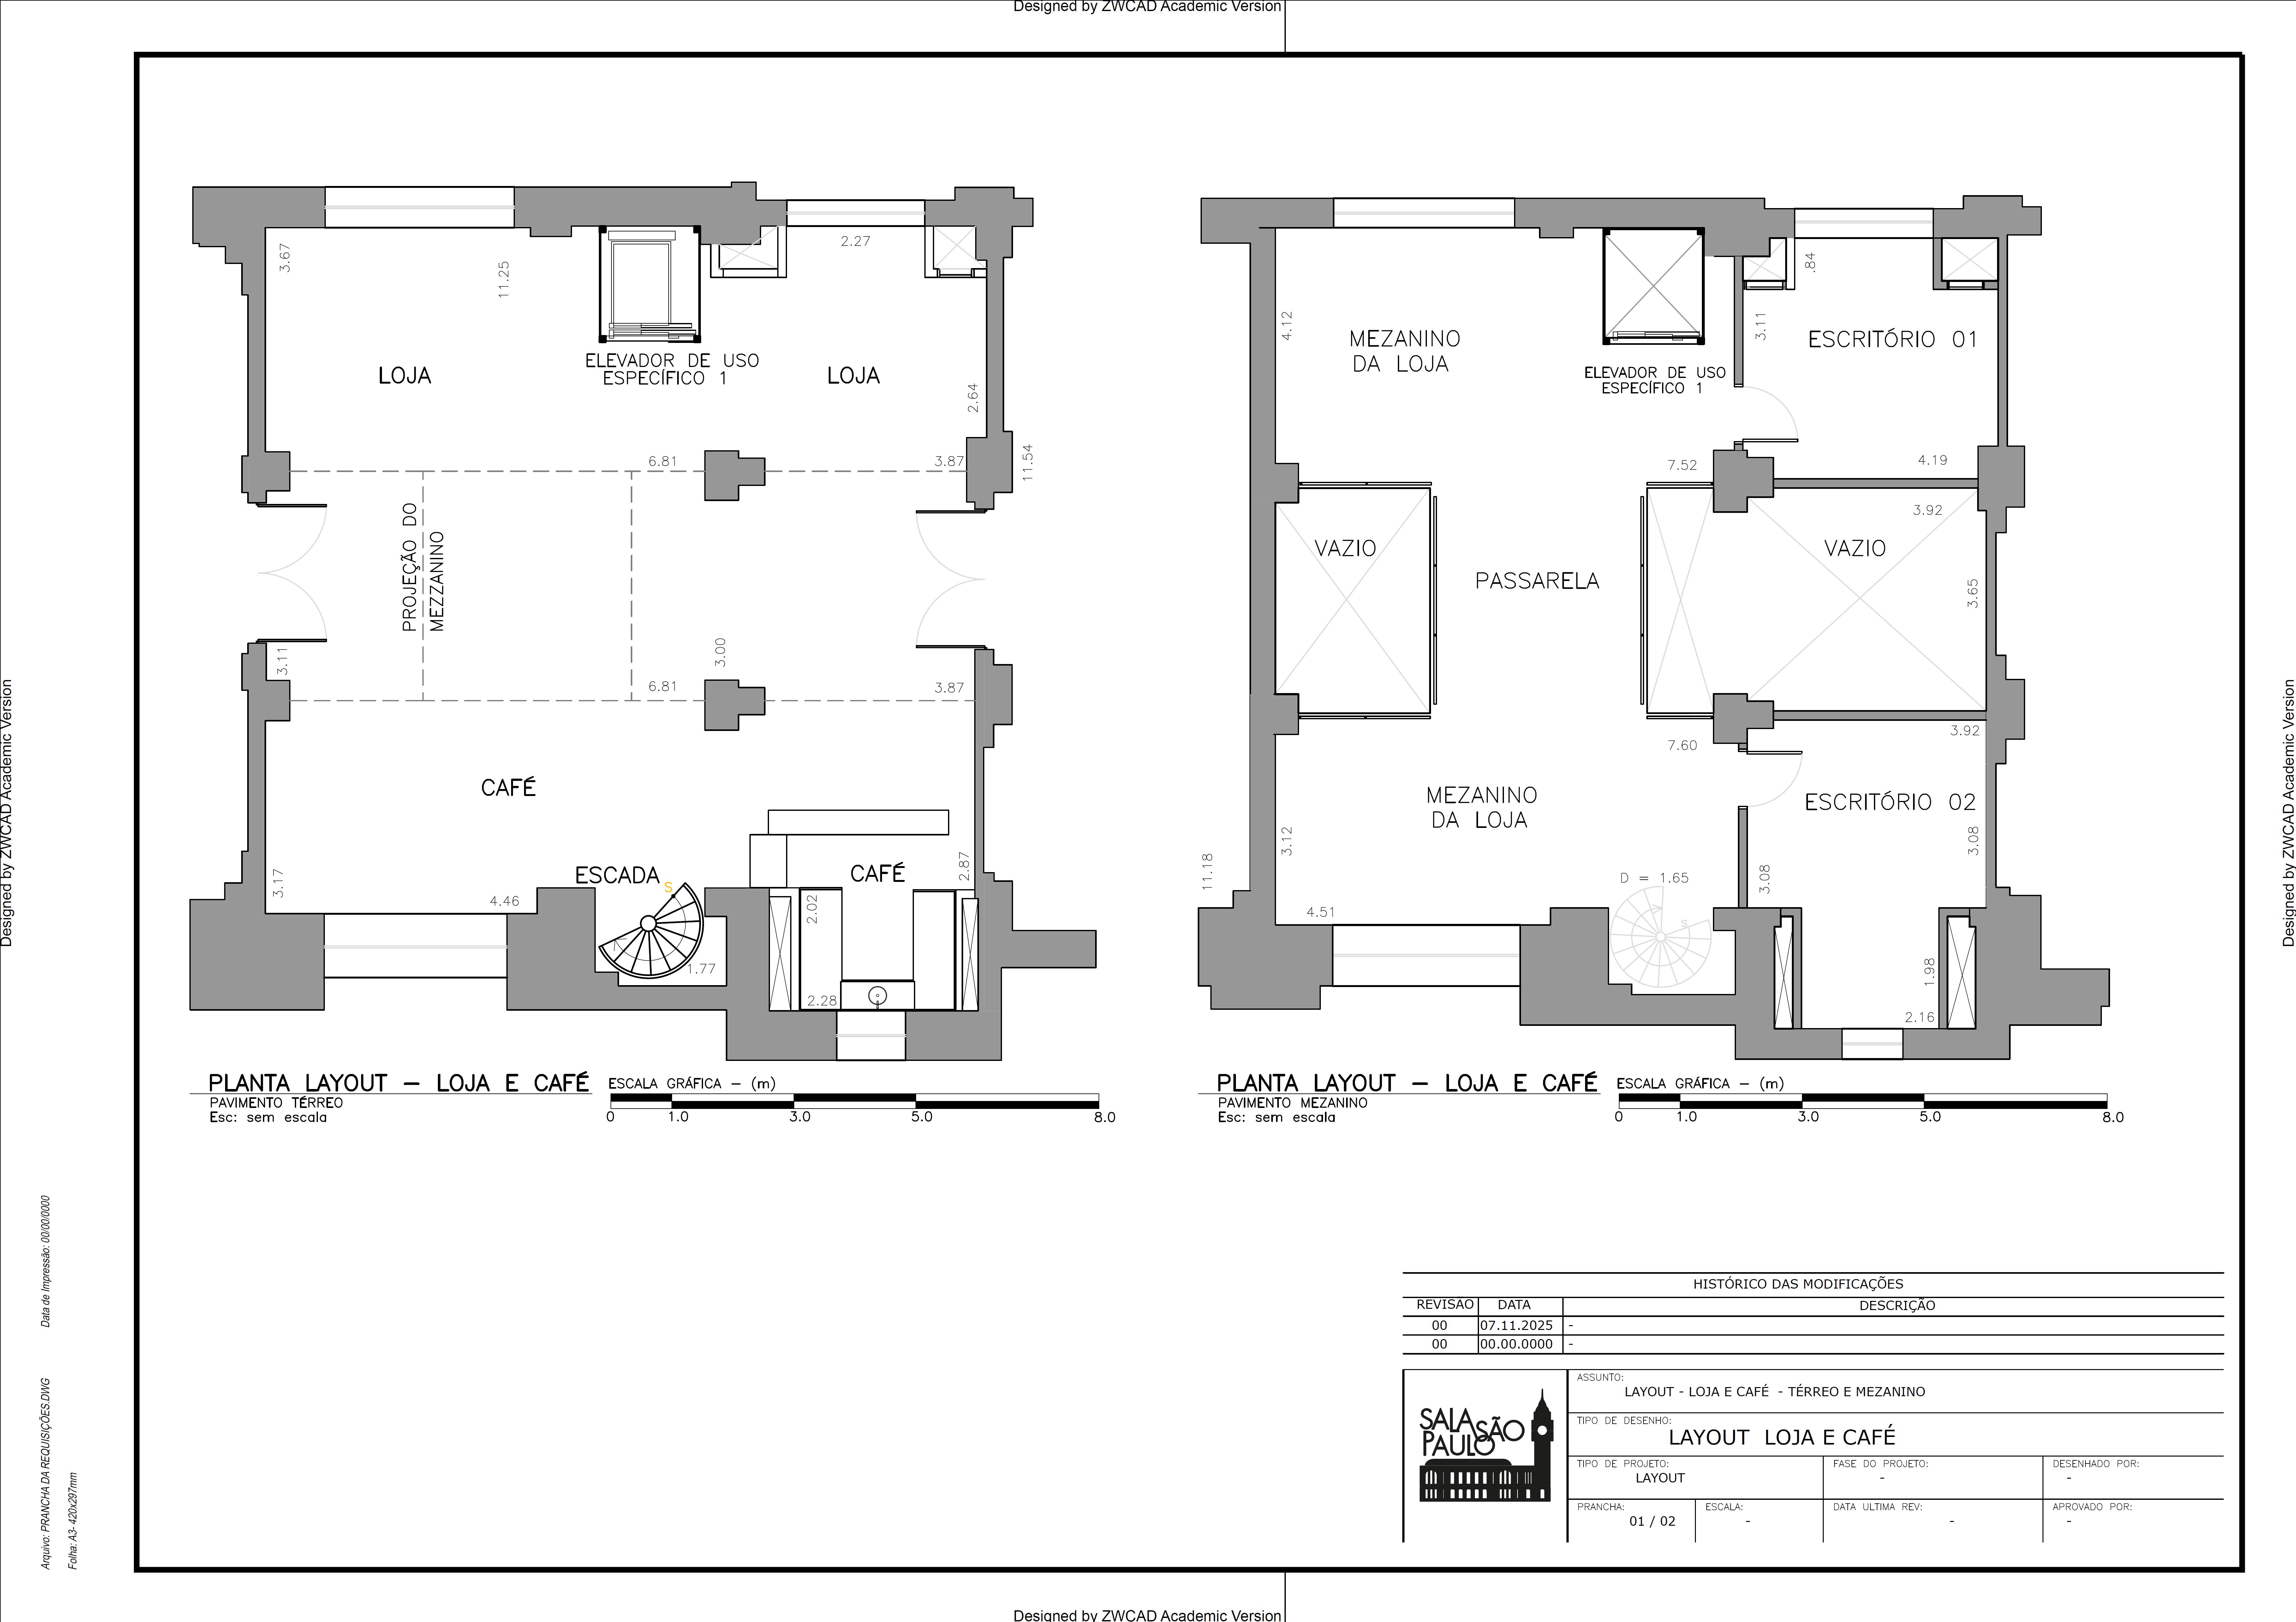 Designed by ZWCAD Academic Version
Designed by ZWCAD Academic Version
Designed by ZWCAD Academic Version
3.67
11.25
2.27
LOJA
ELEVADOR DE USO
ESPECÍFICO 1
LOJA
2.64
6.81
3.87
11.54
PROJEÇÃO DO
MEZZANINO
3.11
3.00
6.81
3.87
CAFÉ
3.17
4.46
ESCADA
S
CAFÉ
2.87
2.02
1.77
2.28
PLANTA LAYOUT - LOJA E CAFÉ
PAVIMENTO TÉRREO
Esc: sem escala
ESCALA GRÁFICA - (m)
0 1.0 3.0 5.0 8.0
4.12
MEZANINO
DA LOJA
ELEVADOR DE USO
ESPECÍFICO 1
.84
3.11
ESCRITÓRIO 01
7.52
4.19
VAZIO
PASSARELA
VAZIO
3.92
3.65
7.60
3.92
MEZANINO
DA LOJA
ESCRITÓRIO 02
3.12
11.18
4.51
D = 1.65
S
3.08
3.08
1.98
2.16
PLANTA LAYOUT - LOJA E CAFÉ
PAVIMENTO MEZANINO
Esc: sem escala
ESCALA GRÁFICA - (m)
0 1.0 3.0 5.0 8.0
Data de Impressão: 00/00/0000
Arquivo: PRANCHA DA REQUISIÇÕES.DWG
Folha: A3- 420x297mm
HISTÓRICO DAS MODIFICAÇÕES
REVISÃO DATA DESCRIÇÃO
00 07.11.2025 -
00 00.00.0000 -
SALA SÃO
PAULO
ASSUNTO:
LAYOUT - LOJA E CAFÉ - TÉRREO E MEZANINO
TIPO DE DESENHO:
LAYOUT LOJA E CAFÉ
TIPO DE PROJETO:
LAYOUT
FASE DO PROJETO:
-
DESENHADO POR:
-
PRANCHA:
01 / 02
ESCALA:
-
DATA ULTIMA REV:
-
APROVADO POR:
-
Designed by ZWCAD Academic Version